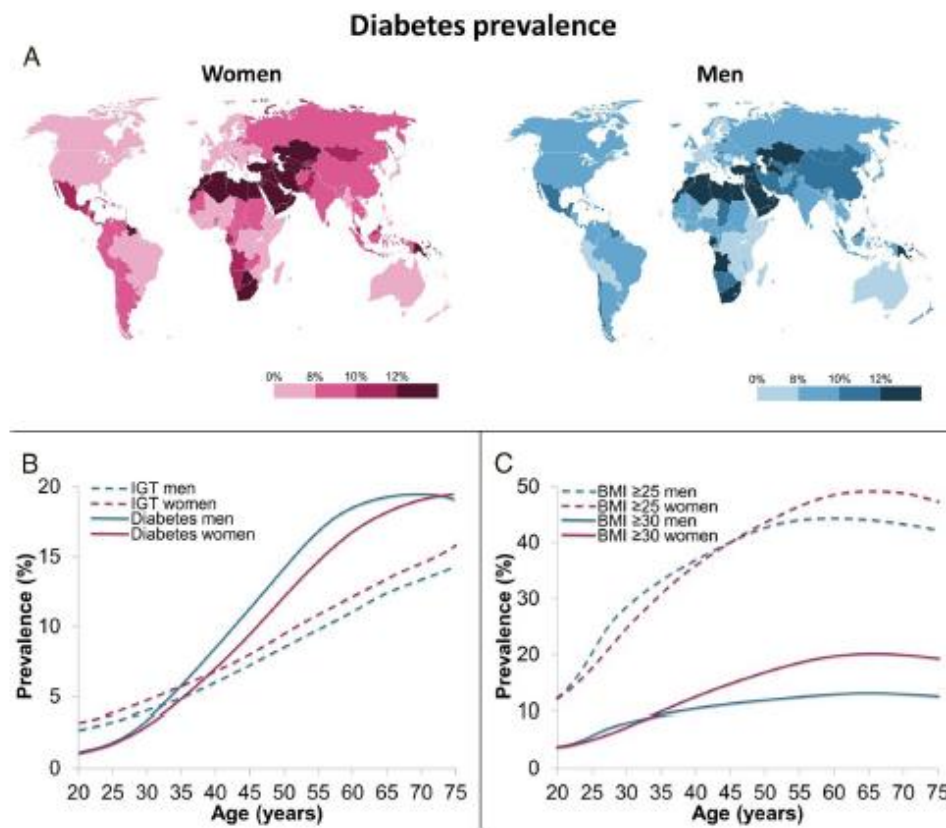 Diabetes prevalence
A
Women
Men
0% 8% 10% 12%
0% 8% 10% 12%
B
IGT men
IGT women
Diabetes men
Diabetes women
Prevalence (%)
20
15
10
5
0
20 25 30 35 40 45 50 55 60 65 70 75
Age (years)
C
BMI ≥25 men
BMI ≥25 women
BMI ≥30 men
BMI ≥30 women
Prevalence (%)
50
40
30
20
10
0
20 25 30 35 40 45 50 55 60 65 70 75
Age (years)